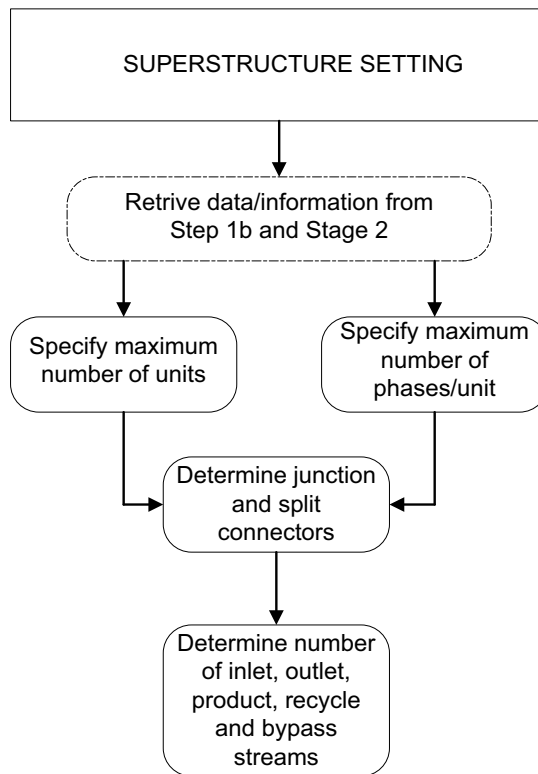 SUPERSTRUCTURE SETTING
Retrive data/information from
Step 1b and Stage 2
Specify maximum
number of units
Specify maximum
number of
phases/unit
Determine junction
and split
connectors
Determine number
of inlet, outlet,
product, recycle
and bypass
streams